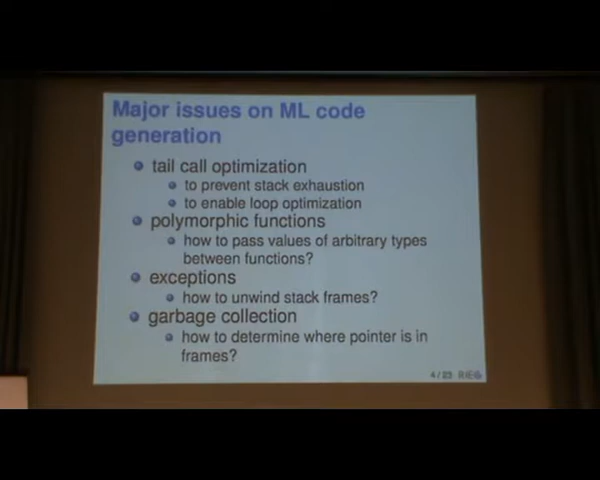 Major issues on ML code
generation
tail call optimization
to prevent stack exhaustion
to enable loop optimization
polymorphic functions
how to pass values of arbitrary types
between functions?
exceptions
how to unwind stack frames?
garbage collection
how to determine where pointer is in
frames?
4 / 23